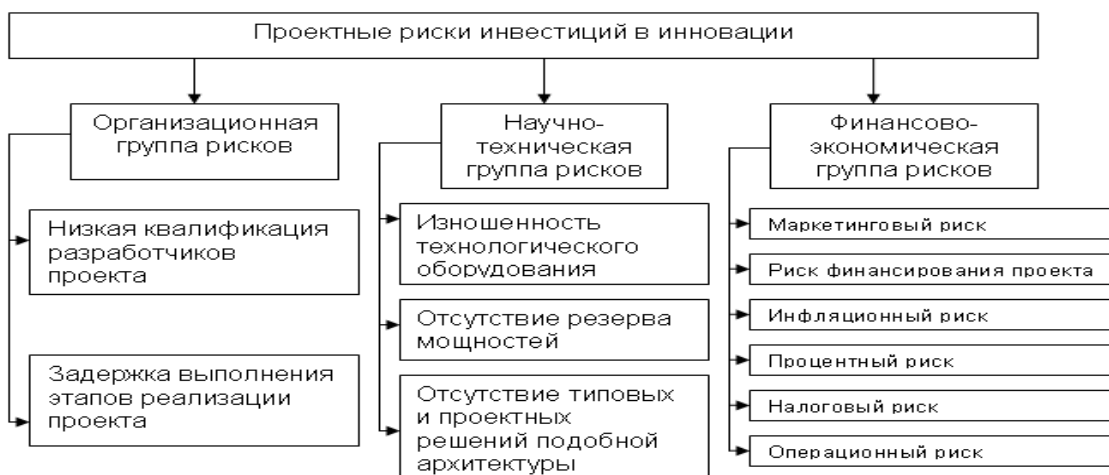 Проектные риски инвестиций в инновации
Организационная
группа рисков
Низкая квалификация
разработчиков
проекта
Задержка выполнения
этапов реализации
проекта
Научно-
техническая
группа рисков
Изношенность
технологического
оборудования
Отсутствие резерва
мощностей
Отсутствие типовых
и проектных
решений подобной
архитектуры
Финансово-
экономическая
группа рисков
Маркетинговый риск
Риск финансирования проекта
Инфляционный риск
Процентный риск
Налоговый риск
Операционный риск